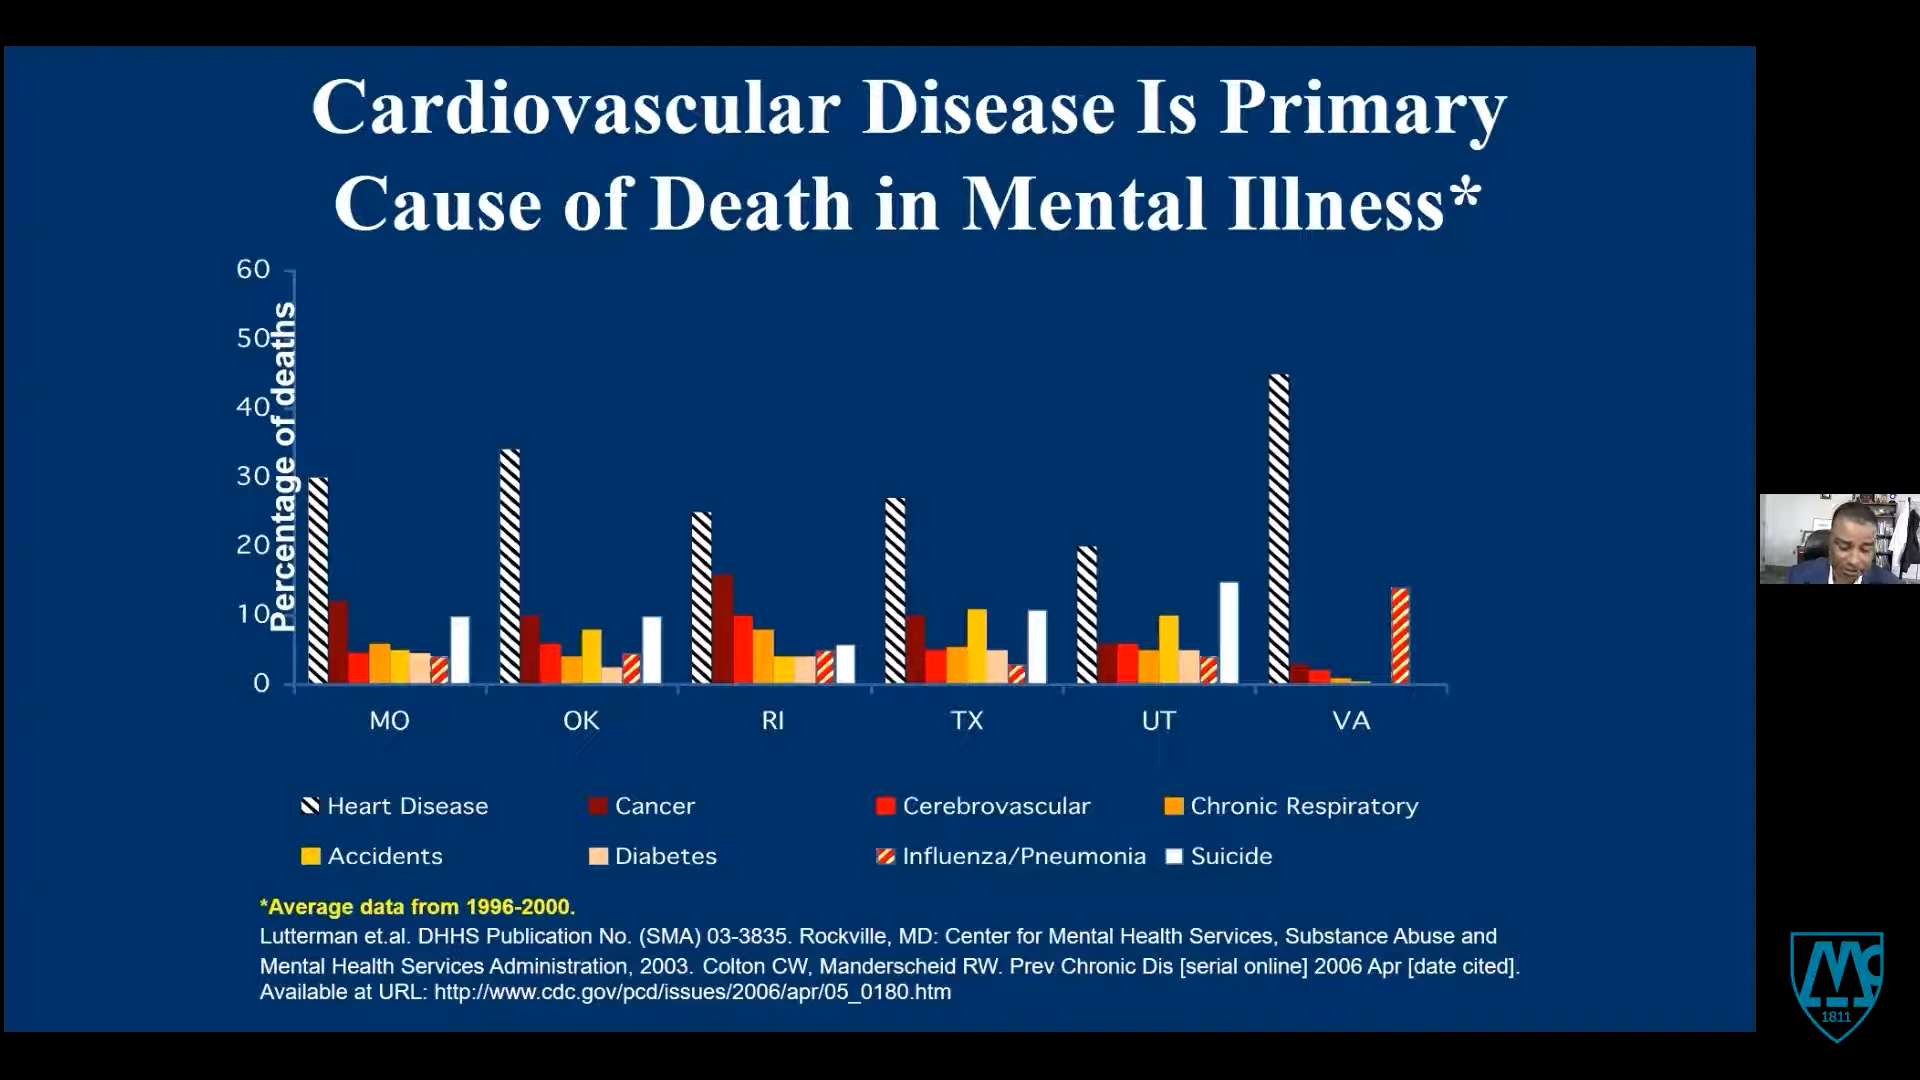 Cardiovascular Disease Is Primary
Cause of Death in Mental Illness*
Percentage of deaths
60
50
40
30
20
10
0
MO OK RI TX UT VA
Heart Disease Cancer Cerebrovascular Chronic Respiratory
Accidents Diabetes Influenza/Pneumonia Suicide
*Average data from 1996-2000.
Lutterman et.al. DHHS Publication No. (SMA) 03-3835. Rockville, MD: Center for Mental Health Services, Substance Abuse and
Mental Health Services Administration, 2003. Colton CW, Manderscheid RW. Prev Chronic Dis [serial online] 2006 Apr [date cited].
Available at URL: http://www.cdc.gov/pcd/issues/2006/apr/05_0180.htm
1811